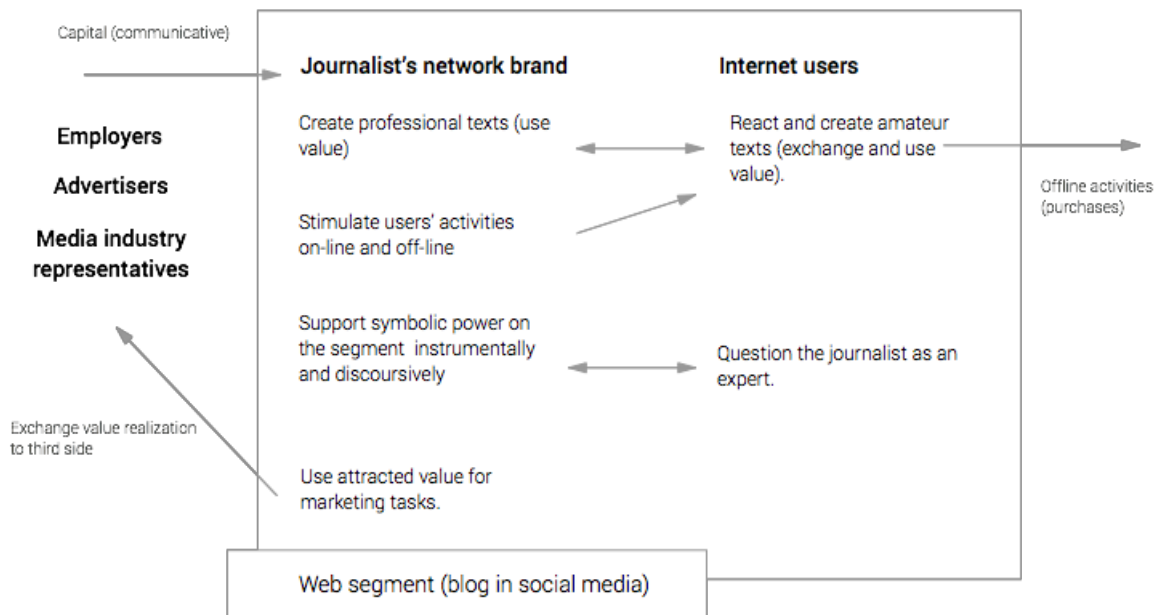 Capital (communicative)
Journalist's network brand
Internet users
Employers
Advertisers
Media industry
representatives
Create professional texts (use
value)
React and create amateur
texts (exchange and use
value).
Offline activities
(purchases)
Stimulate users' activities
on-line and off-line
Support symbolic power on
the segment instrumentally
and discoursively
Question the journalist as an
expert.
Exchange value realization
to third side
Use attracted value for
marketing tasks.
Web segment (blog in social media)